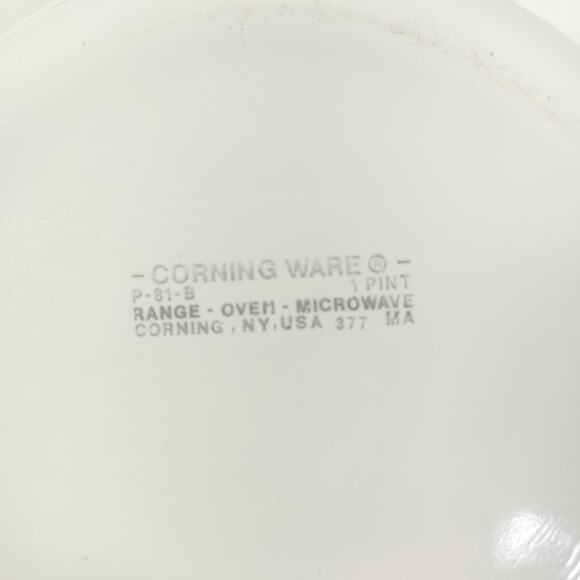 - CORNING WARE ® -
P-81-B 1 PINT
RANGE - OVEN - MICROWAVE
CORNING , NY, USA 377 MA